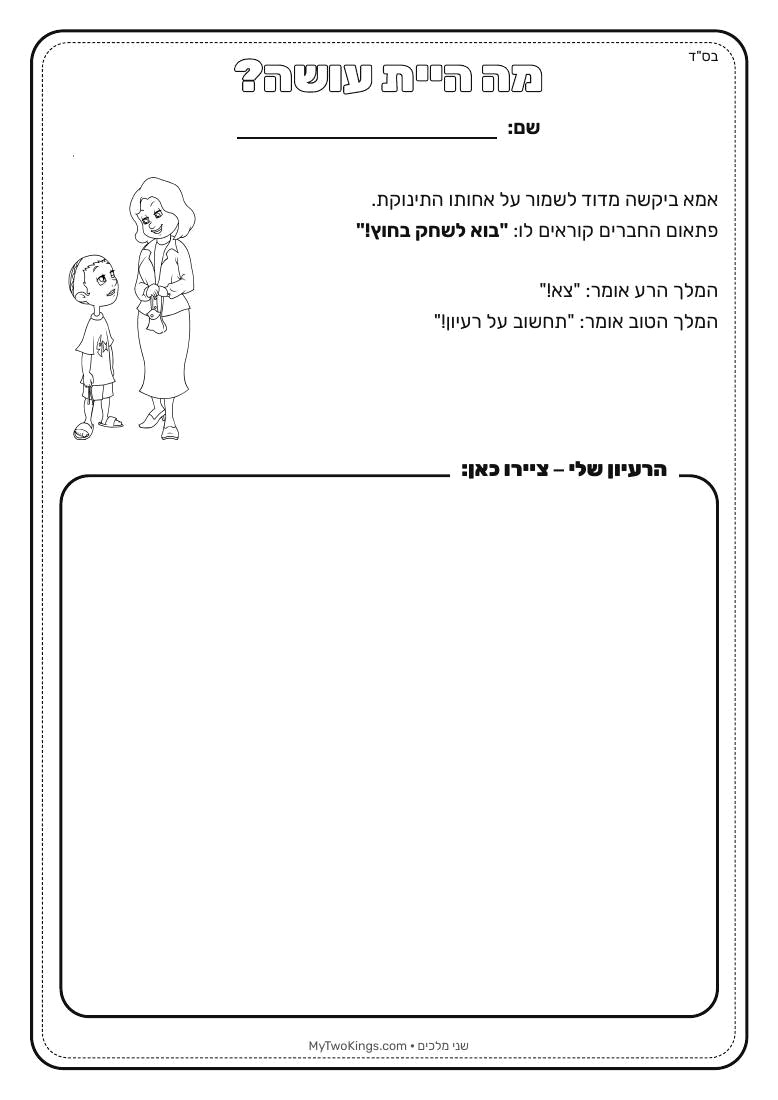 בס"ד
מה היית עושה?
שם:
אמא ביקשה מדוד לשמור על אחותו התינוקת.
פתאום החברים קוראים לו: "בוא לשחק בחוץ!"
המלך הרע אומר: "צא!"
המלך הטוב אומר: "תחשוב על רעיון!"
הרעיון שלי – ציירו כאן:
שני מלכים • MyTwoKings.com